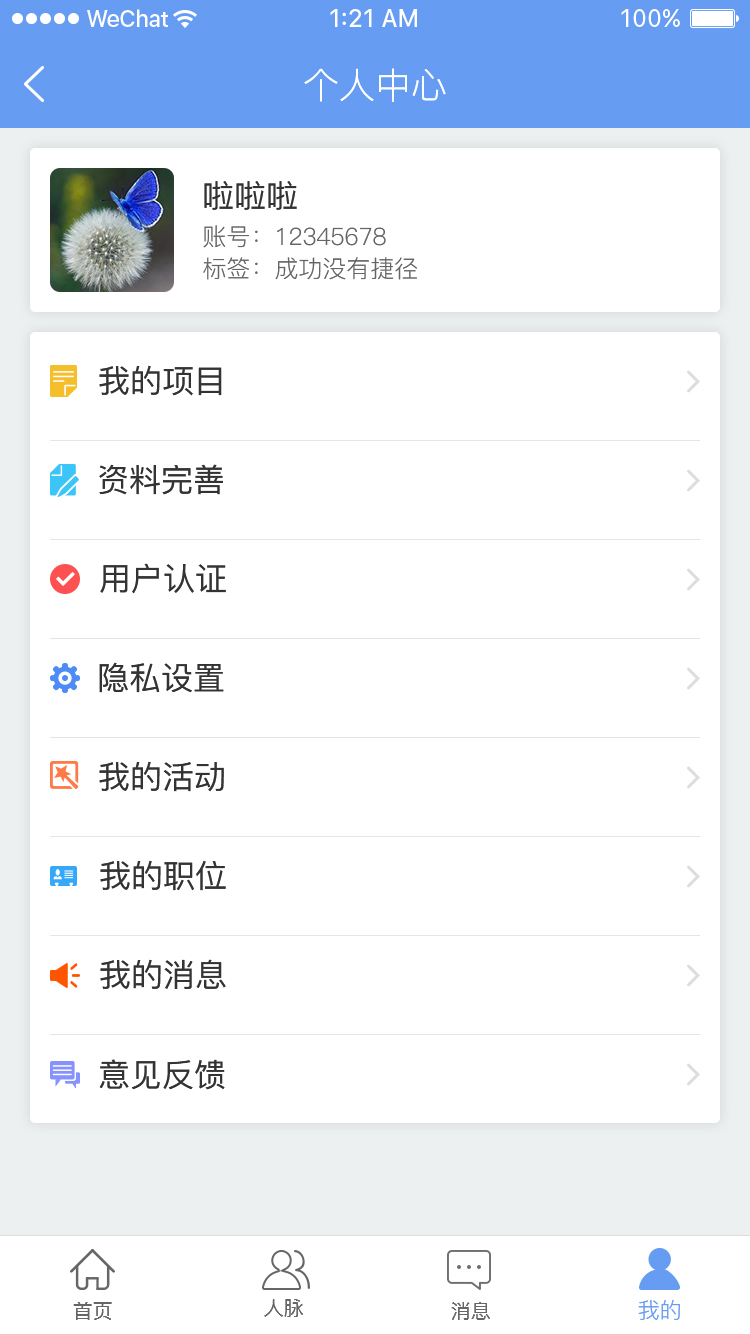 WeChat 1:21 AM 100%
个人中心
啦啦啦
账号：12345678
标签：成功没有捷径
我的项目
资料完善
用户认证
隐私设置
我的活动
我的职位
我的消息
意见反馈
首页 人脉 消息 我的